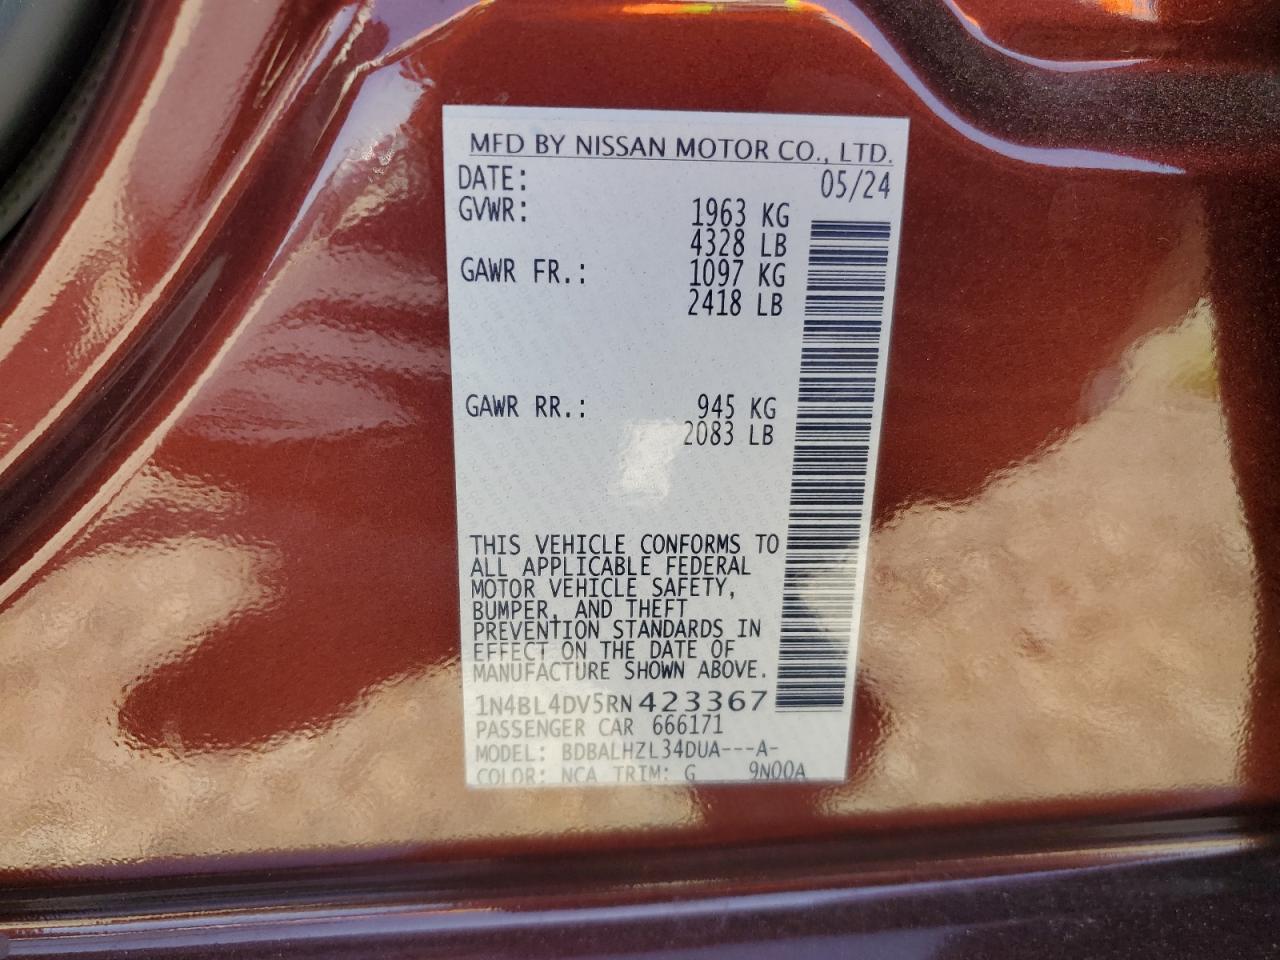 MFD BY NISSAN MOTOR CO., LTD.
DATE: 05/24
GVWR: 1963 KG
4328 LB
GAWR FR.: 1097 KG
2418 LB
GAWR RR.: 945 KG
2083 LB
THIS VEHICLE CONFORMS TO
ALL APPLICABLE FEDERAL
MOTOR VEHICLE SAFETY,
BUMPER, AND THEFT
PREVENTION STANDARDS IN
EFFECT ON THE DATE OF
MANUFACTURE SHOWN ABOVE.
1N4BL4DV5RN423367
PASSENGER CAR 666171
MODEL: BDBALHZL34DUA---A-
COLOR: NCA TRIM: G 9N00A